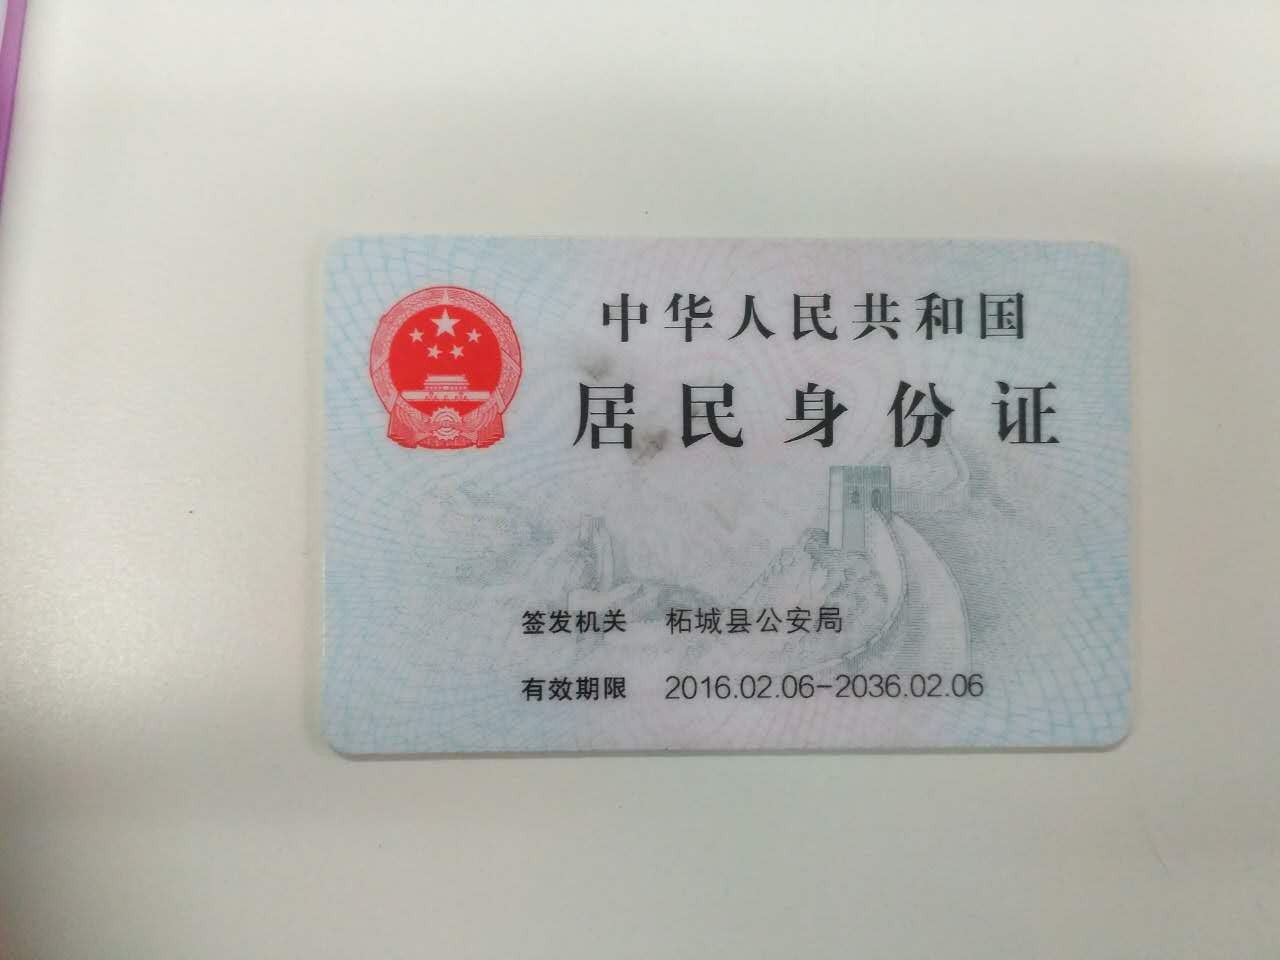 中华人民共和国
居民身份证
签发机关 柘城县公安局
有效期限 2016.02.06-2036.02.06